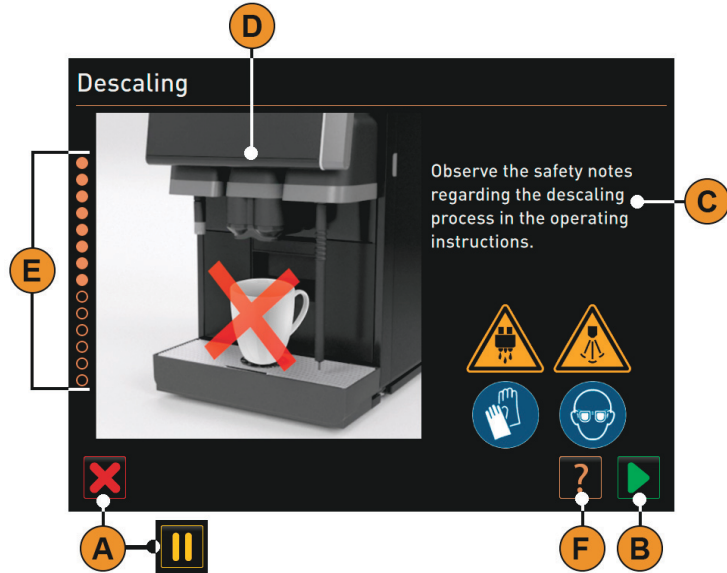 D
Descaling
Observe the safety notes
regarding the descaling
process in the operating
instructions.
C
E
?
A
F
B